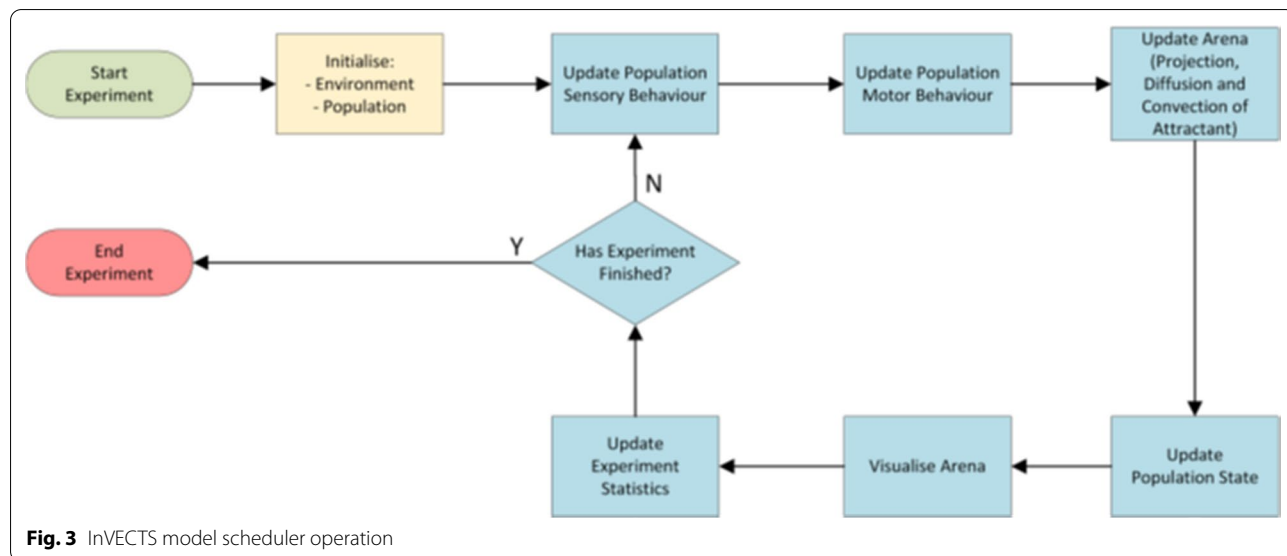 Start
Experiment
Initialise:
- Environment
- Population
Update Population
Sensory Behaviour
Update Population
Motor Behaviour
Update Arena
(Projection,
Diffusion and
Convection of
Attractant)
N
Y
End
Experiment
Has Experiment
Finished?
Update
Experiment
Statistics
Visualise Arena
Update
Population State
Fig. 3 InVECTS model scheduler operation